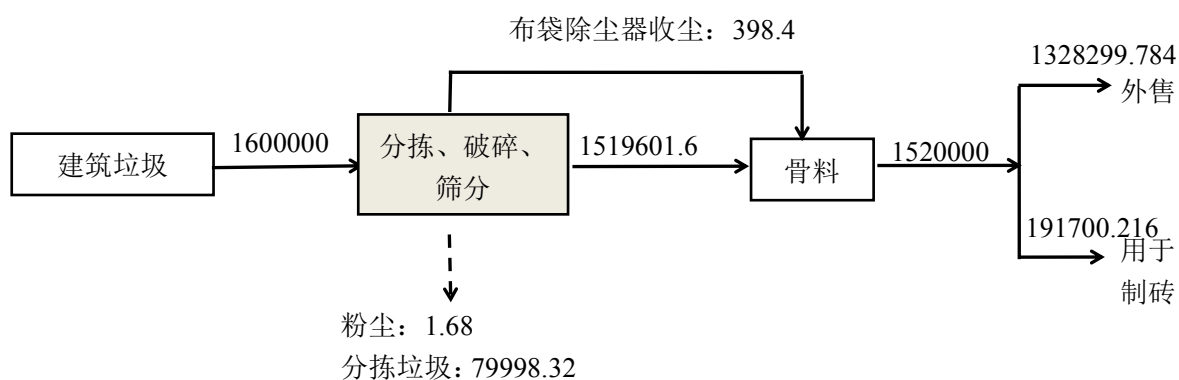 布袋除尘器收尘：398.4
1328299.784
外售
建筑垃圾
1600000
分拣、破碎、
筛分
1519601.6
骨料
1520000
191700.216
用于
制砖
粉尘：1.68
分拣垃圾：79998.32